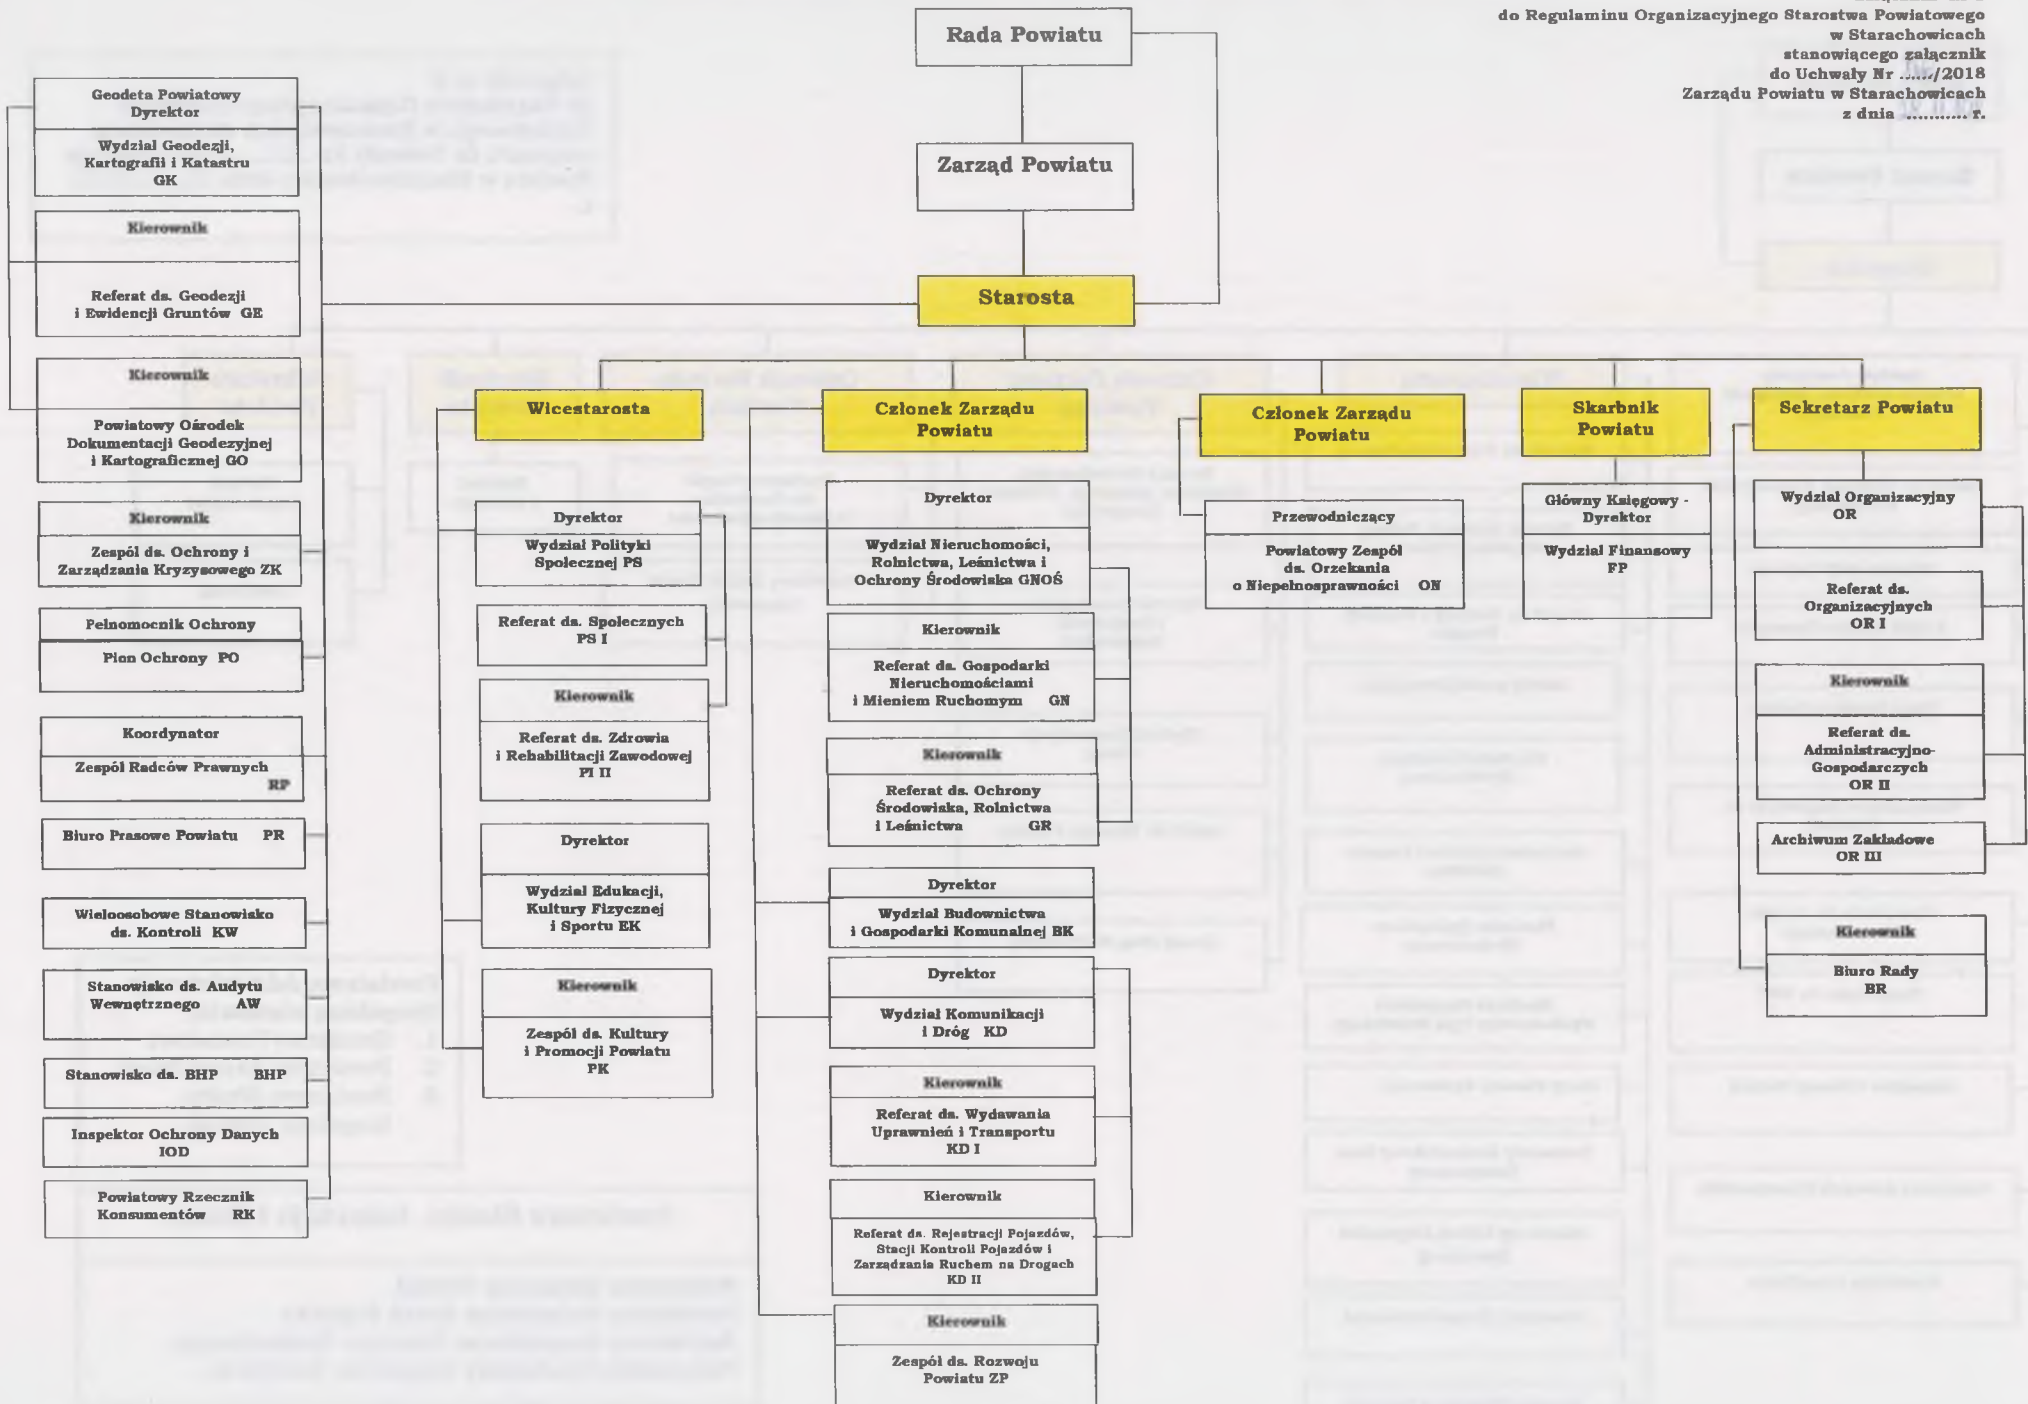 do Regulaminu Organizacyjnego Starostwa Powiatowego
w Starachowicach
stanowiącego załącznik
do Uchwały Nr ....../2018
Zarządu Powiatu w Starachowicach
z dnia ........... r.
Rada Powiatu
Zarząd Powiatu
Starosta
Geodeta Powiatowy
Dyrektor
Wydział Geodezji,
Kartografii i Katastru
GK
Kierownik
Referat ds. Geodezji
i Ewidencji Gruntów GE
Kierownik
Powiatowy Ośrodek
Dokumentacji Geodezyjnej
i Kartograficznej GO
Kierownik
Zespół ds. Ochrony i
Zarządzania Kryzysowego ZK
Pełnomocnik Ochrony
Pion Ochrony PO
Koordynator
Zespół Radców Prawnych
RP
Biuro Prasowe Powiatu PR
Wieloosobowe Stanowisko
ds. Kontroli KW
Stanowisko ds. Audytu
Wewnętrznego AW
Stanowisko ds. BHP BHP
Inspektor Ochrony Danych
IOD
Powiatowy Rzecznik
Konsumentów RK
Wicestarosta
Dyrektor
Wydział Polityki
Społecznej PS
Referat ds. Społecznych
PS I
Kierownik
Referat ds. Zdrowia
i Rehabilitacji Zawodowej
PI II
Dyrektor
Wydział Edukacji,
Kultury Fizycznej
i Sportu EK
Kierownik
Zespół ds. Kultury
i Promocji Powiatu
PK
Członek Zarządu
Powiatu
Dyrektor
Wydział Nieruchomości,
Rolnictwa, Leśnictwa i
Ochrony Środowiska GNOŚ
Kierownik
Referat ds. Gospodarki
Nieruchomościami
i Mieniem Ruchomym GN
Kierownik
Referat ds. Ochrony
Środowiska, Rolnictwa
i Leśnictwa GR
Dyrektor
Wydział Budownictwa
i Gospodarki Komunalnej BK
Dyrektor
Wydział Komunikacji
i Dróg KD
Kierownik
Referat ds. Wydawania
Uprawnień i Transportu
KD I
Kierownik
Referat ds. Rejestracji Pojazdów,
Stacji Kontroli Pojazdów i
Zarządzania Ruchem na Drogach
KD II
Kierownik
Zespół ds. Rozwoju
Powiatu ZP
Członek Zarządu
Powiatu
Przewodniczący
Powiatowy Zespół
ds. Orzekania
o Niepełnosprawności ON
Skarbnik
Powiatu
Główny Księgowy -
Dyrektor
Wydział Finansowy
FP
Sekretarz Powiatu
Wydział Organizacyjny
OR
Referat ds.
Organizacyjnych
OR I
Kierownik
Referat ds.
Administracyjno-
Gospodarczych
OR II
Archiwum Zakładowe
OR III
Kierownik
Biuro Rady
BR